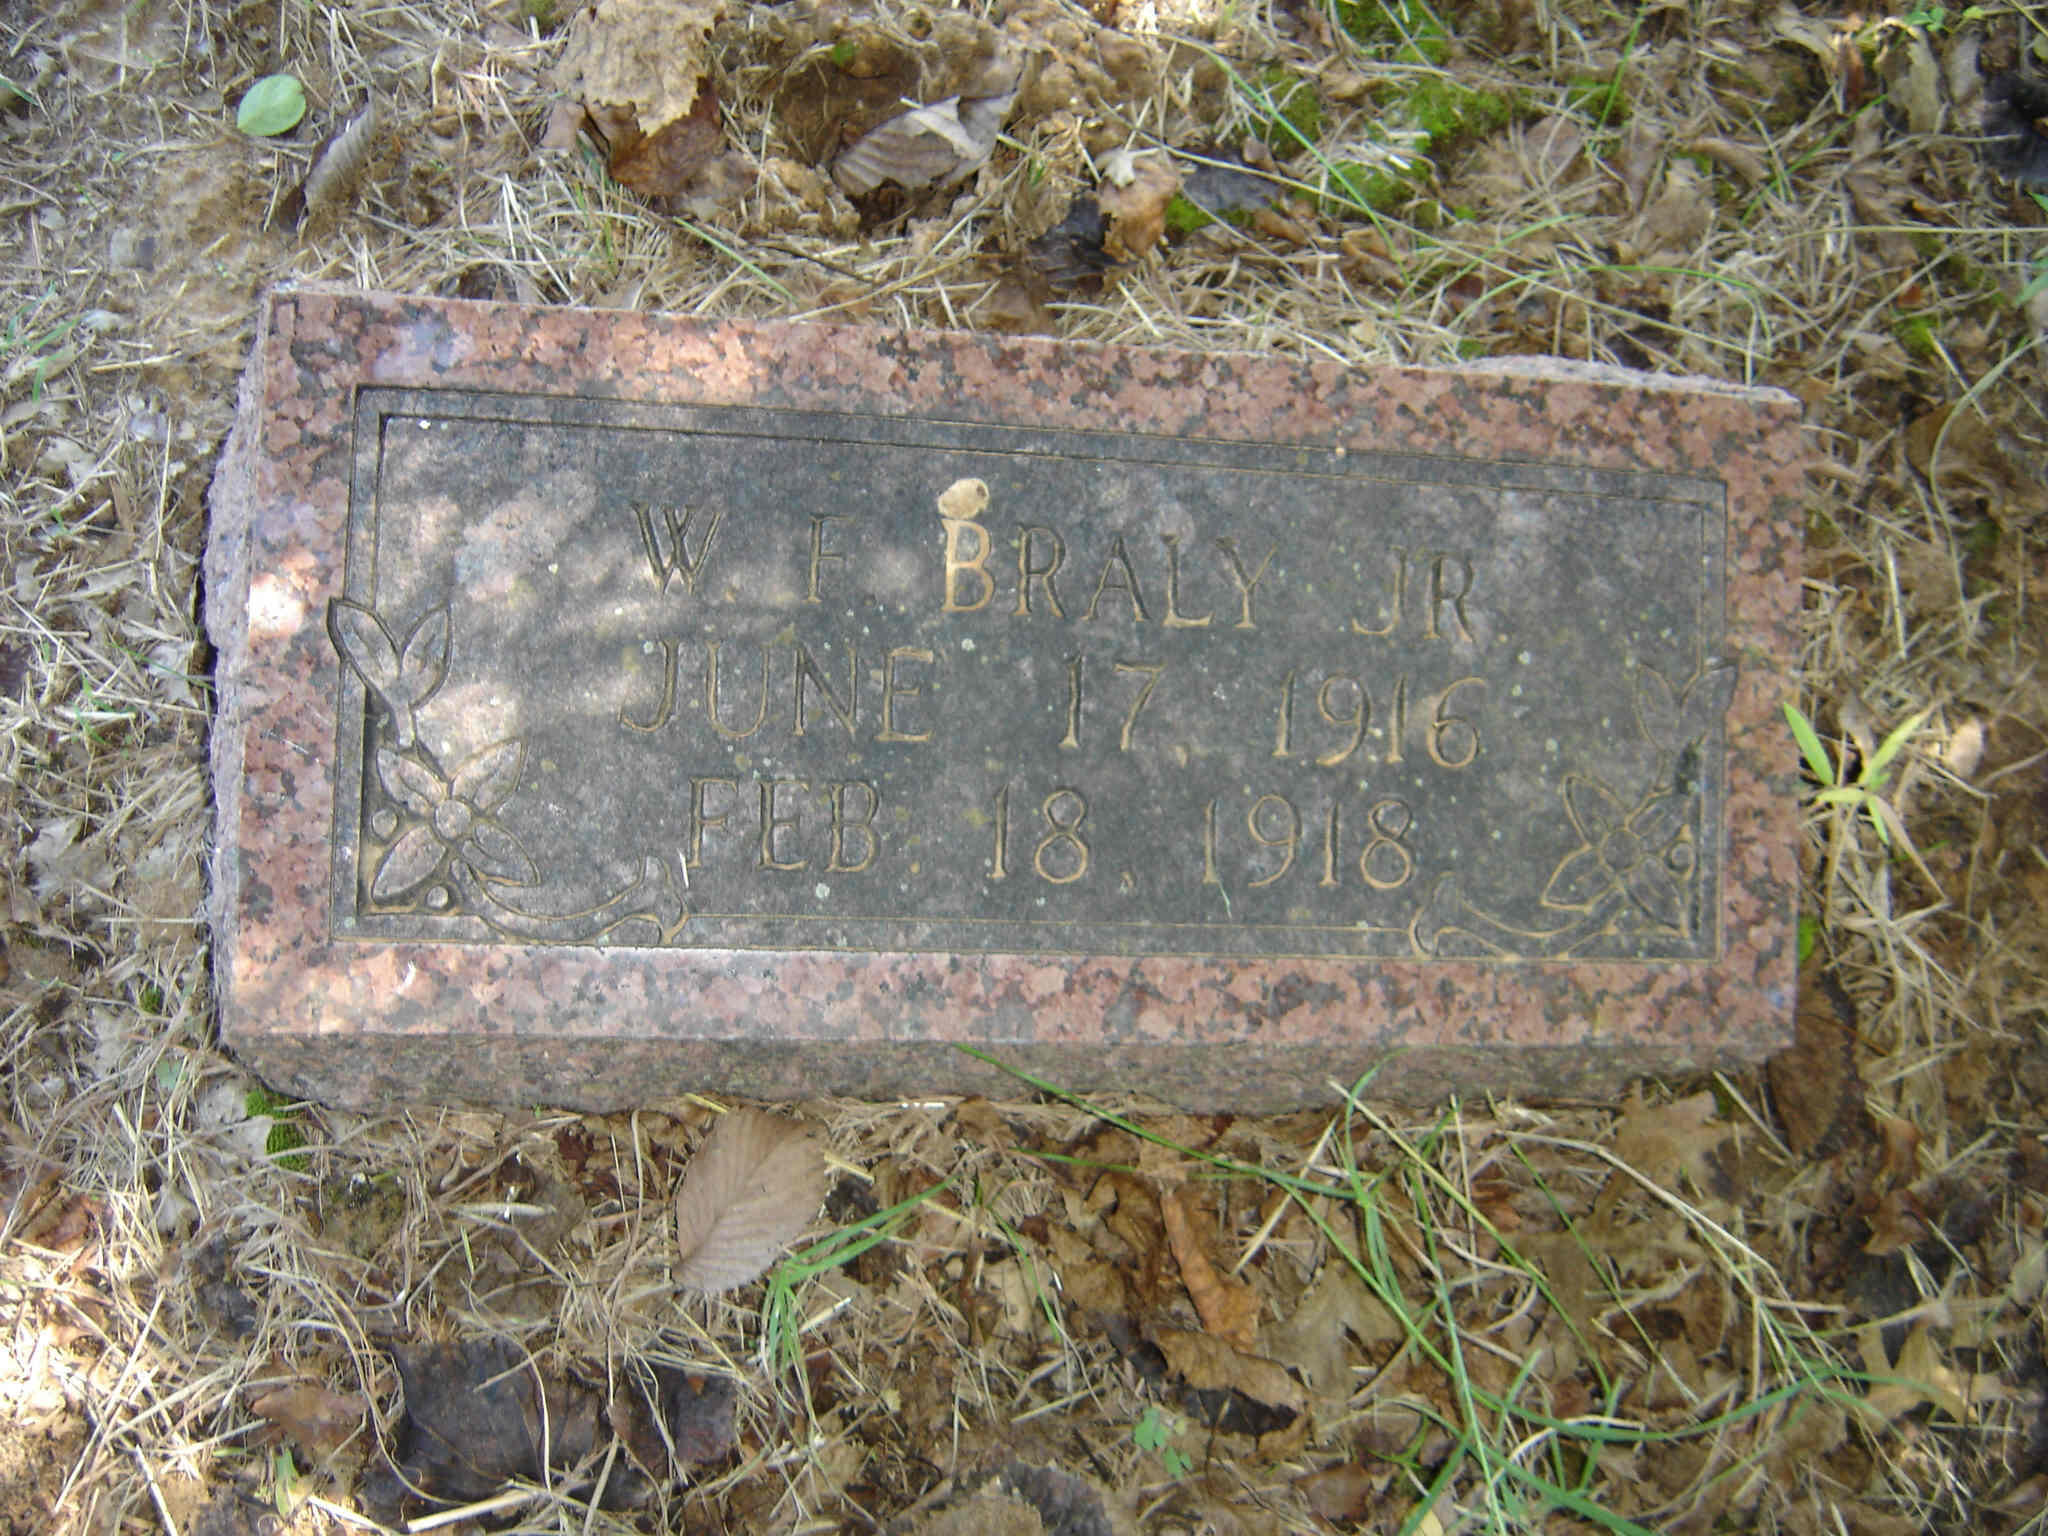 W. F. BRALY JR.
JUNE 17, 1916
FEB. 18, 1918